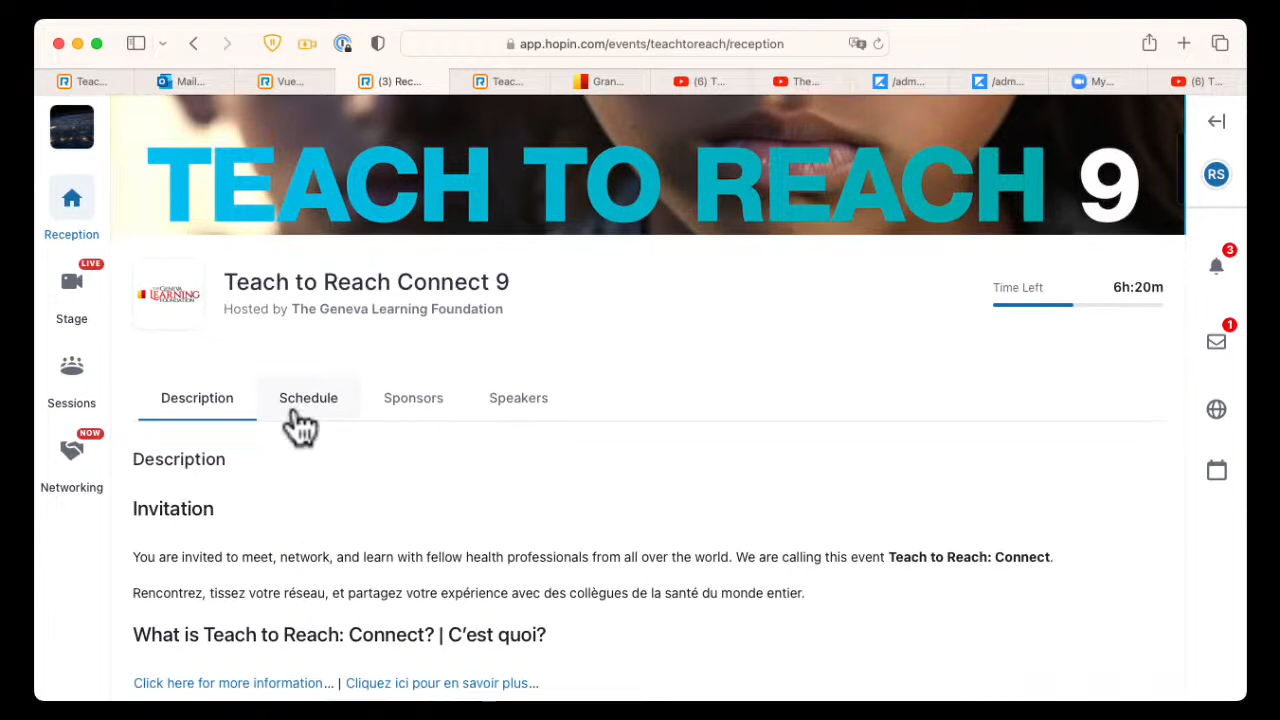 app.hopin.com/events/teachtoreach/reception
Teac...
Mail...
Vue...
(3) Rec...
Teac...
Gran...
(6) T...
The...
/adm...
/adm...
My...
(6) T...
TEACH TO REACH 9
RS
Reception
LIVE
Stage
Sessions
NOW
Networking
3
1
LEARNING
Teach to Reach Connect 9
Hosted by The Geneva Learning Foundation
Time Left 6h:20m
Description Schedule Sponsors Speakers
Description
Invitation
You are invited to meet, network, and learn with fellow health professionals from all over the world. We are calling this event Teach to Reach: Connect.
Rencontrez, tissez votre réseau, et partagez votre expérience avec des collègues de la santé du monde entier.
What is Teach to Reach: Connect? | C’est quoi?
Click here for more information... | Cliquez ici pour en savoir plus...